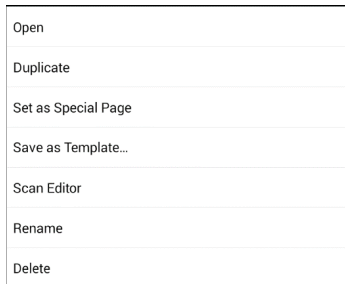 Open
Duplicate
Set as Special Page
Save as Template...
Scan Editor
Rename
Delete